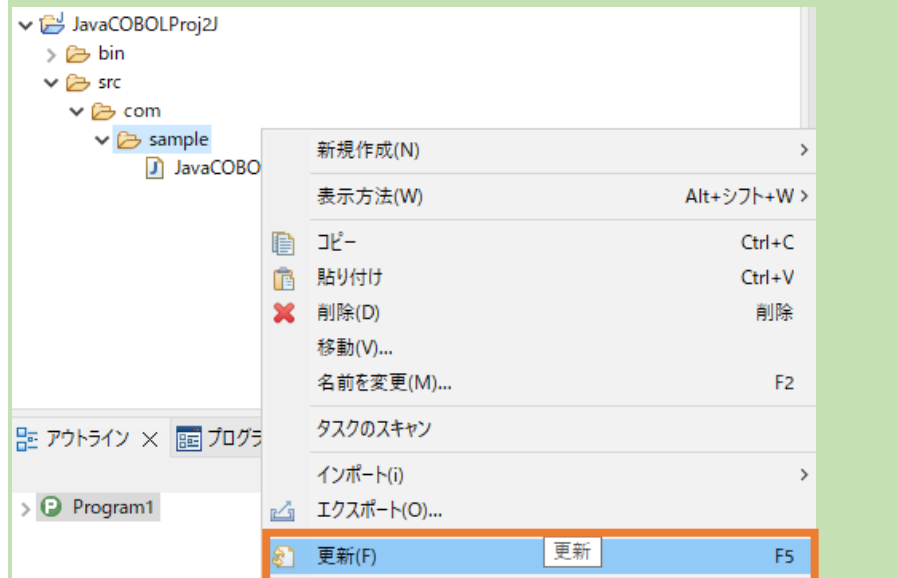 JavaCOBOLProj2J
bin
src
com
sample
JavaCOBO
新規作成(N)
表示方法(W) Alt+シフト+W
コピー Ctrl+C
貼り付け Ctrl+V
削除(D) 削除
移動(V)...
名前を変更(M)... F2
タスクのスキャン
インポート(i)
エクスポート(O)...
更新(F) 更新 F5
アウトライン プログラ
Program1